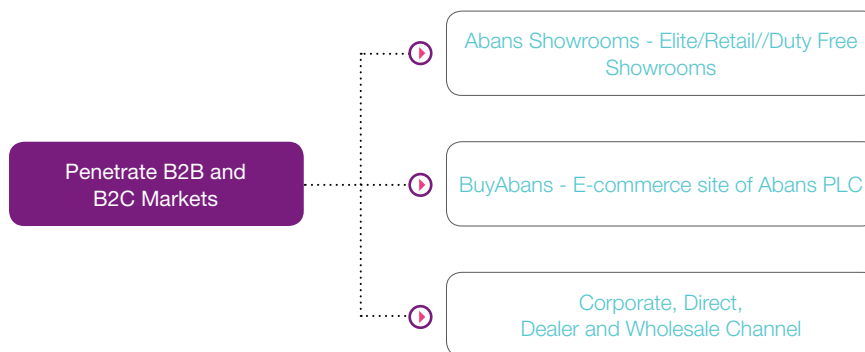 Penetrate B2B and
B2C Markets
Abans Showrooms - Elite/Retail//Duty Free
Showrooms
BuyAbans - E-commerce site of Abans PLC
Corporate, Direct,
Dealer and Wholesale Channel